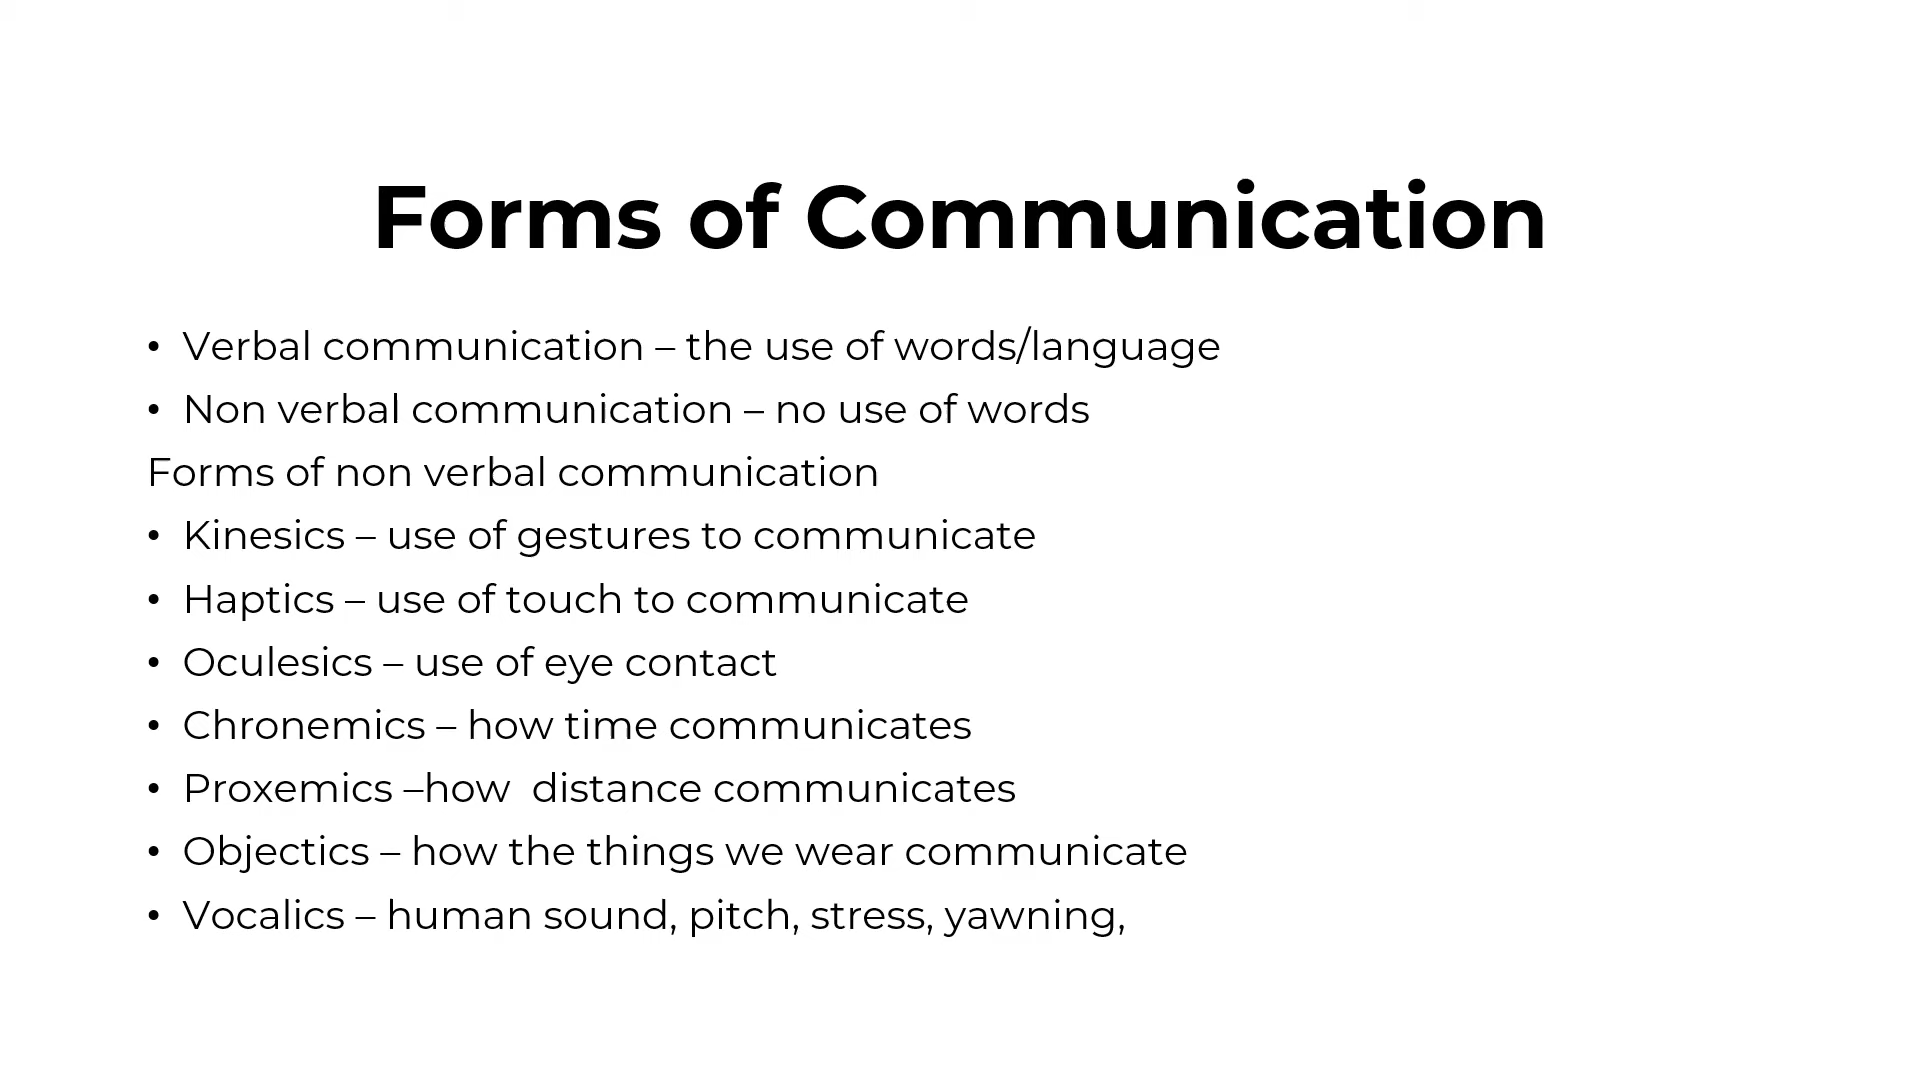 Forms of Communication
• Verbal communication – the use of words/language
• Non verbal communication – no use of words
Forms of non verbal communication
• Kinesics – use of gestures to communicate
• Haptics – use of touch to communicate
• Oculesics – use of eye contact
• Chronemics – how time communicates
• Proxemics –how  distance communicates
• Objectics – how the things we wear communicate
• Vocalics – human sound, pitch, stress, yawning,